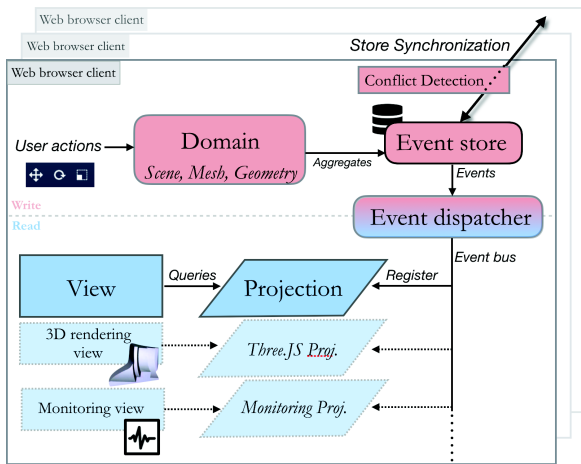 Web browser client
Web browser client
Web browser client
Store Synchronization
Conflict Detection
User actions
Domain
Scene, Mesh, Geometry
Aggregates
Event store
Events
Write
Read
Event dispatcher
Event bus
View
Queries
Projection
Register
3D rendering
view
Three.JS Proj.
Monitoring view
Monitoring Proj.